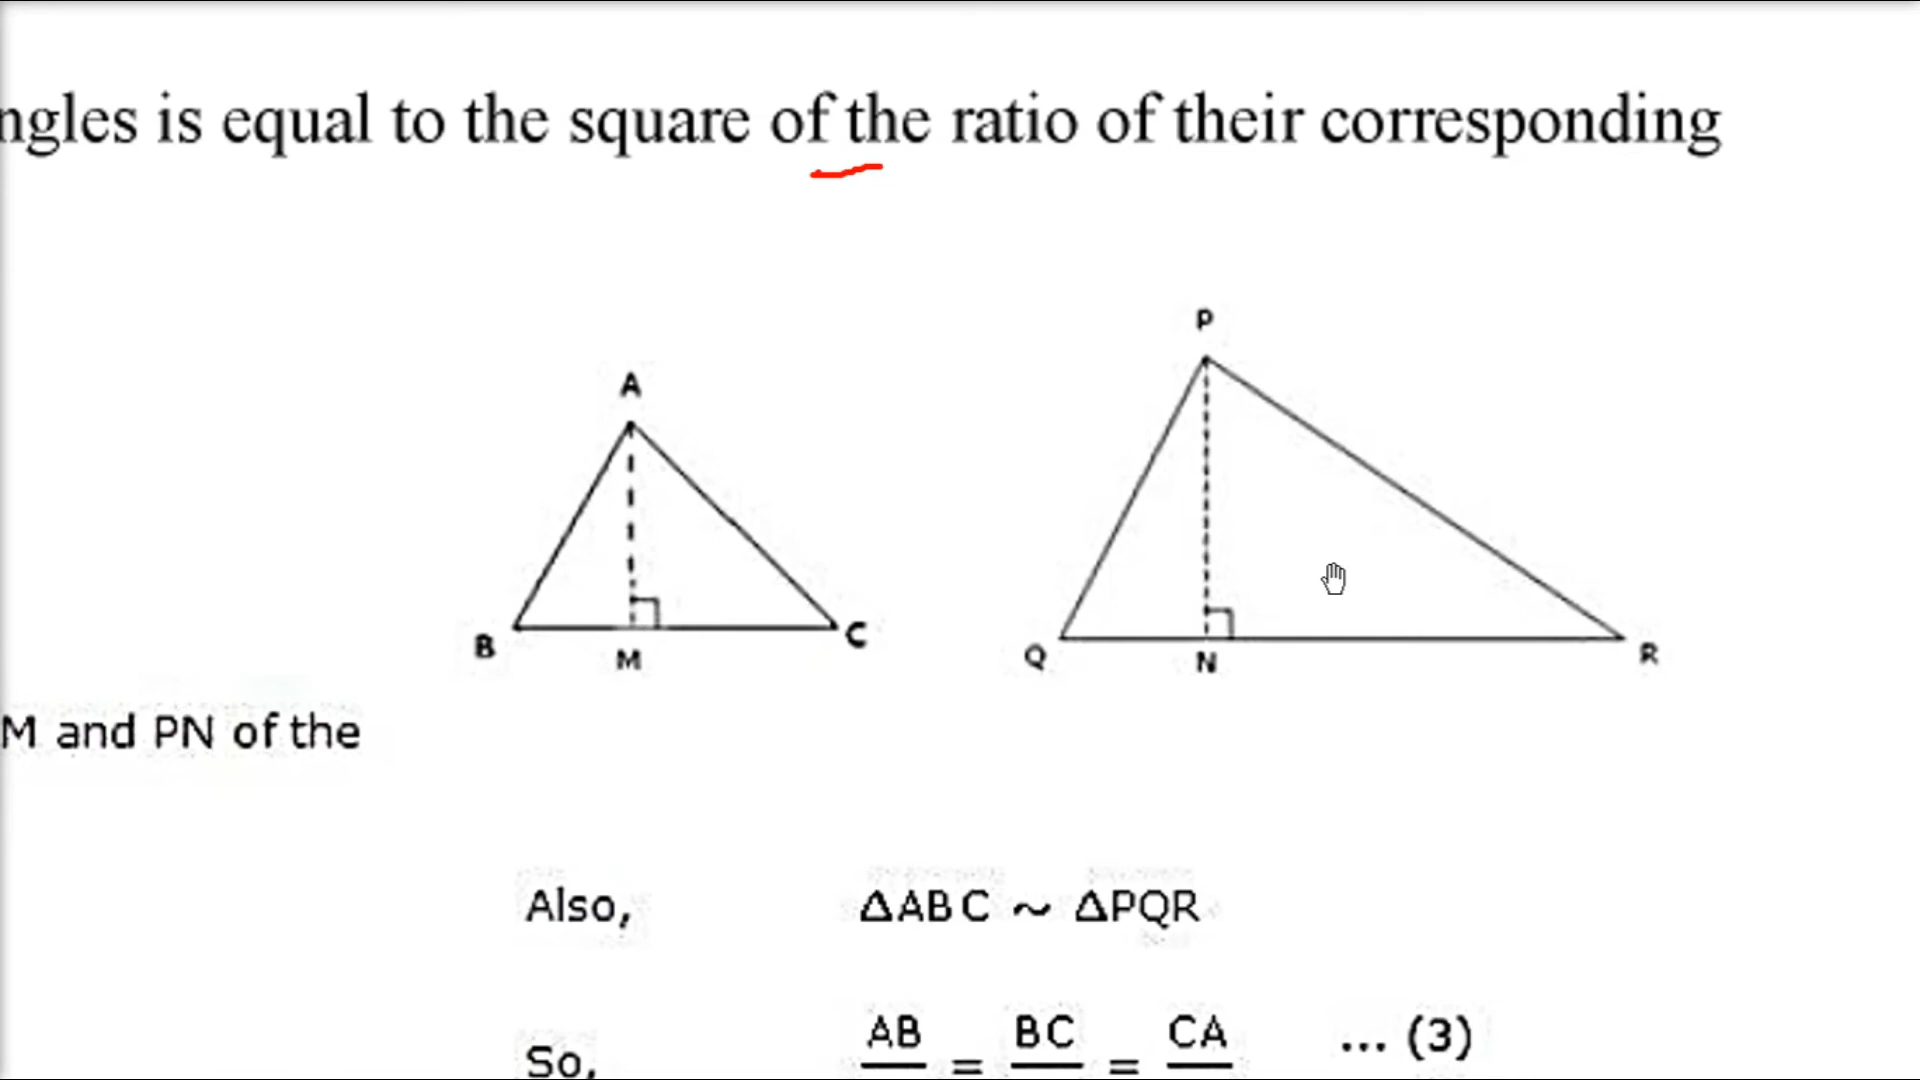 ngles is equal to the square of the ratio of their corresponding
P
A
B
M
C
Q
N
R
M and PN of the
Also, ΔABC ~ ΔPQR
So, AB = BC = CA ... (3)